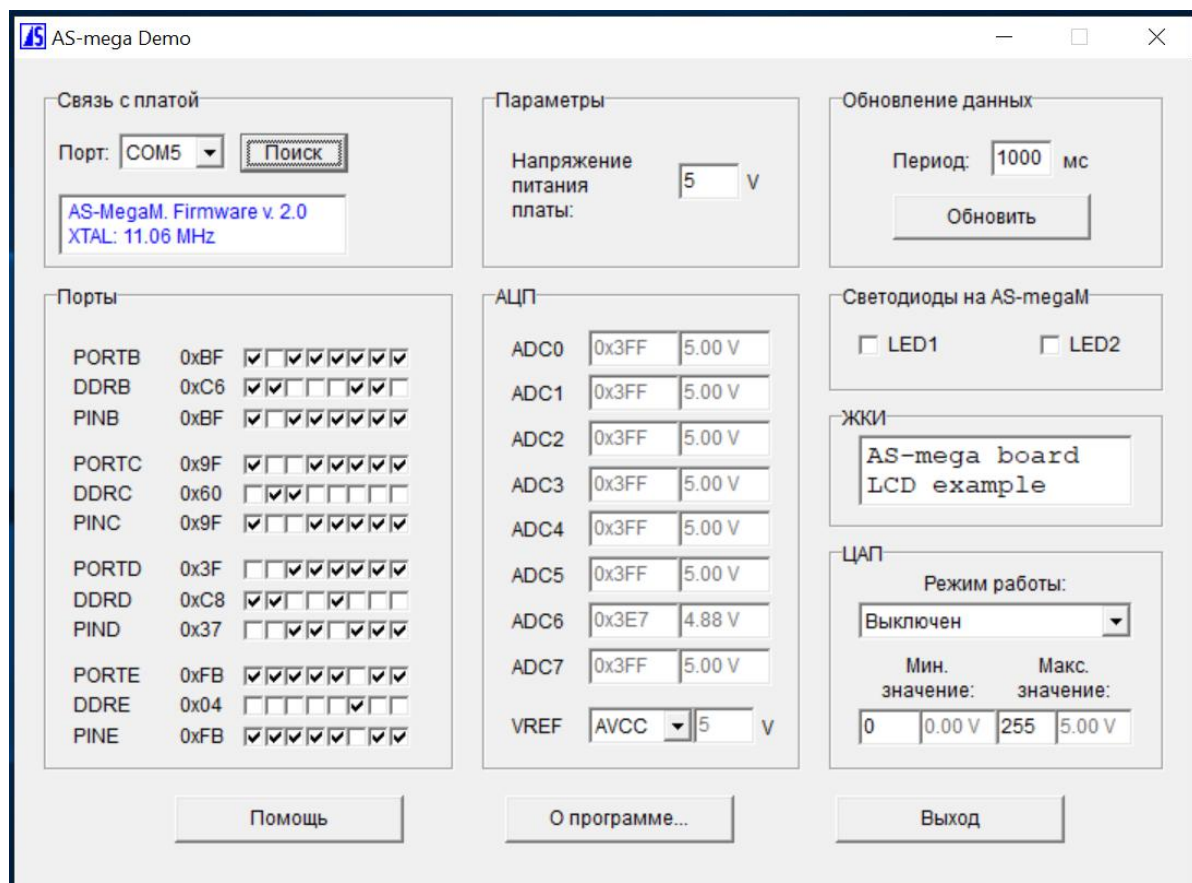 AS-mega Demo
Связь с платой
Порт: COM5 Поиск
AS-MegaM. Firmware v. 2.0
XTAL: 11.06 MHz
Параметры
Напряжение
питания
платы:
5 V
Обновление данных
Период: 1000 мс
Обновить
Порты
PORTB 0xBF
DDRB 0xC6
PINB 0xBF
PORTC 0x9F
DDRC 0x60
PINC 0x9F
PORTD 0x3F
DDRD 0xC8
PIND 0x37
PORTE 0xFB
DDRE 0x04
PINE 0xFB
АЦП
ADC0 0x3FF 5.00 V
ADC1 0x3FF 5.00 V
ADC2 0x3FF 5.00 V
ADC3 0x3FF 5.00 V
ADC4 0x3FF 5.00 V
ADC5 0x3FF 5.00 V
ADC6 0x3E7 4.88 V
ADC7 0x3FF 5.00 V
VREF AVCC 5 V
Светодиоды на AS-megaM
LED1 LED2
ЖКИ
AS-mega board
LCD example
ЦАП
Режим работы:
Выключен
Мин. Макс.
значение: значение:
0 0.00 V 255 5.00 V
Помощь О программе... Выход